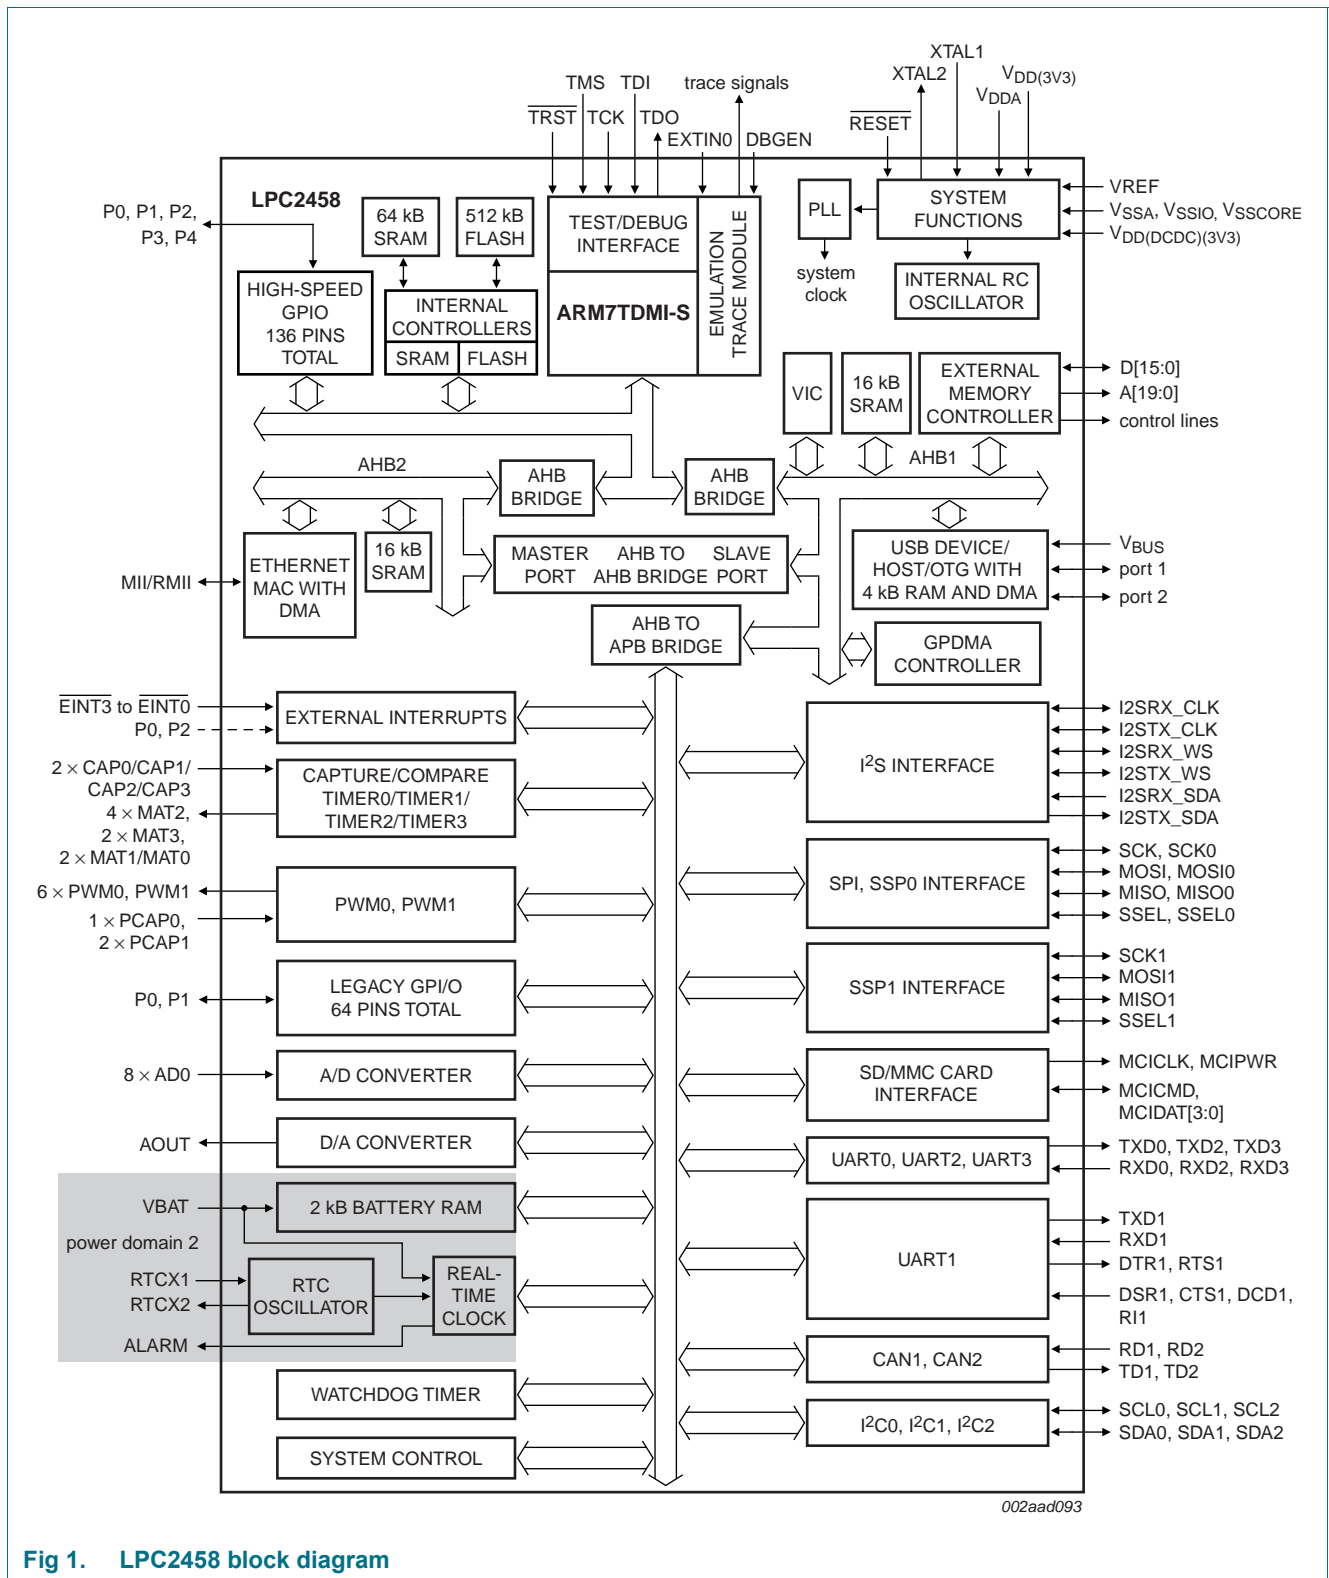 XTAL1
XTAL2
VDD(3V3)
VDDA
TMS
TDI
trace signals
TRST
TCK
TDO
RESET
EXTIN0
DBGEN
LPC2458
P0, P1, P2,
P3, P4
64 kB
SRAM
512 kB
FLASH
TEST/DEBUG
INTERFACE
EMULATION
TRACE MODULE
PLL
SYSTEM
FUNCTIONS
VREF
VSSA, VSSIO, VSSCORE
VDD(DCDC)(3V3)
system
clock
INTERNAL RC
OSCILLATOR
HIGH-SPEED
GPIO
136 PINS
TOTAL
INTERNAL
CONTROLLERS
SRAM
FLASH
ARM7TDMI-S
VIC
16 kB
SRAM
EXTERNAL
MEMORY
CONTROLLER
D[15:0]
A[19:0]
control lines
AHB2
AHB
BRIDGE
AHB
BRIDGE
AHB1
ETHERNET
MAC WITH
DMA
MII/RMII
16 kB
SRAM
MASTER
PORT
AHB TO
AHB BRIDGE
SLAVE
PORT
USB DEVICE/
HOST/OTG WITH
4 kB RAM AND DMA
VBUS
port 1
port 2
AHB TO
APB BRIDGE
GPDMA
CONTROLLER
EINT3 to EINT0
P0, P2
EXTERNAL INTERRUPTS
I2S INTERFACE
I2SRX_CLK
I2STX_CLK
I2SRX_WS
I2STX_WS
I2SRX_SDA
I2STX_SDA
2 × CAP0/CAP1/
CAP2/CAP3
4 × MAT2,
2 × MAT3,
2 × MAT1/MAT0
CAPTURE/COMPARE
TIMER0/TIMER1/
TIMER2/TIMER3
SPI, SSP0 INTERFACE
SCK, SCK0
MOSI, MOSI0
MISO, MISO0
SSEL, SSEL0
6 × PWM0, PWM1
1 × PCAP0,
2 × PCAP1
PWM0, PWM1
SSP1 INTERFACE
SCK1
MOSI1
MISO1
SSEL1
P0, P1
LEGACY GPI/O
64 PINS TOTAL
8 × AD0
A/D CONVERTER
SD/MMC CARD
INTERFACE
MCICLK, MCIPWR
MCICMD,
MCIDAT[3:0]
AOUT
D/A CONVERTER
UART0, UART2, UART3
TXD0, TXD2, TXD3
RXD0, RXD2, RXD3
VBAT
2 kB BATTERY RAM
power domain 2
RTCX1
RTCX2
RTC
OSCILLATOR
REAL-
TIME
CLOCK
ALARM
UART1
TXD1
RXD1
DTR1, RTS1
DSR1, CTS1, DCD1,
RI1
CAN1, CAN2
RD1, RD2
TD1, TD2
WATCHDOG TIMER
I2C0, I2C1, I2C2
SCL0, SCL1, SCL2
SDA0, SDA1, SDA2
SYSTEM CONTROL
002aad093
Fig 1. LPC2458 block diagram